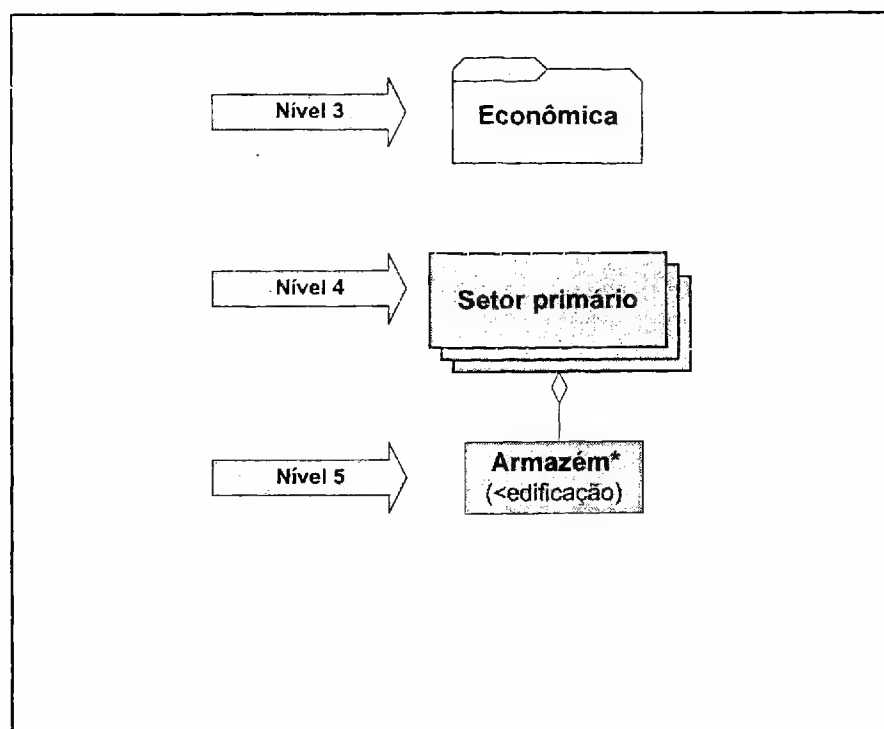 Nível 3
Econômica
Nível 4
Setor primário
Nível 5
Armazém*
(<edificação)